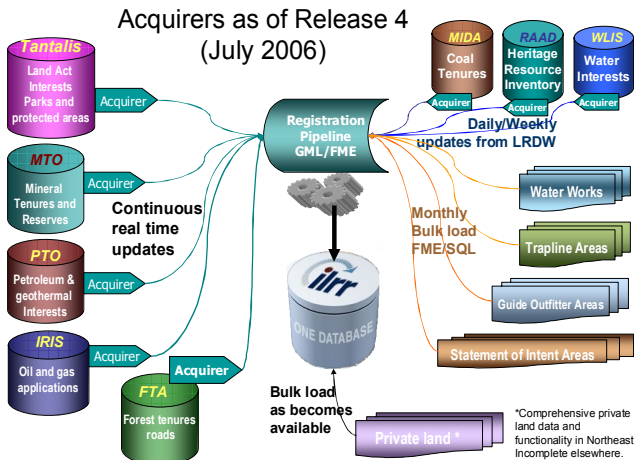 Acquirers as of Release 4
(July 2006)
Tantalis
Land Act
Interests
Parks and
protected areas
Acquirer
MTO
Mineral
Tenures and
Reserves
Acquirer
PTO
Petroleum &
geothermal
Interests
Acquirer
IRIS
Oil and gas
applications
Acquirer
FTA
Forest tenures
roads
Acquirer
Continuous
real time
updates
Registration
Pipeline
GML/FME
MIDA
Coal
Tenures
Acquirer
RAAD
Heritage
Resource
Inventory
Acquirer
WLIS
Water
Interests
Acquirer
Daily/Weekly
updates from LRDW
Monthly
Bulk load
FME/SQL
Water Works
Trapline Areas
Guide Outfitter Areas
Statement of Intent Areas
ilrr
ONE DATABASE
Bulk load
as becomes
available
Private land *
*Comprehensive private
land data and
functionality in Northeast
Incomplete elsewhere.